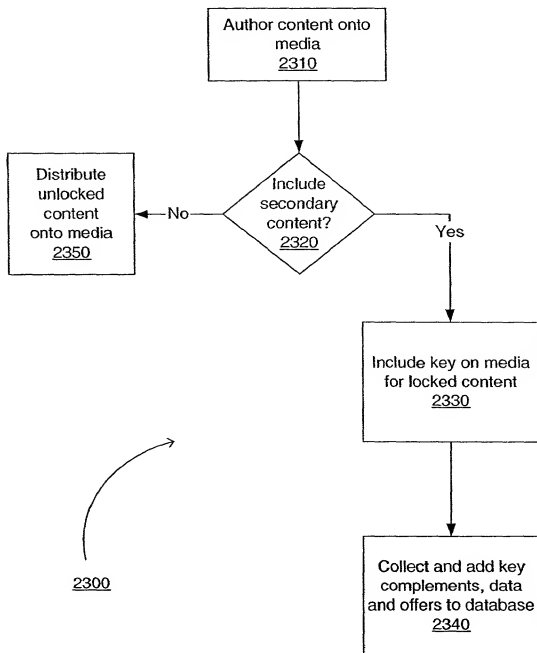 Author content onto
media
2310
Include
secondary
content?
2320
No
Yes
Distribute
unlocked
content
onto media
2350
Include key on media
for locked content
2330
Collect and add key
complements, data
and offers to database
2340
2300